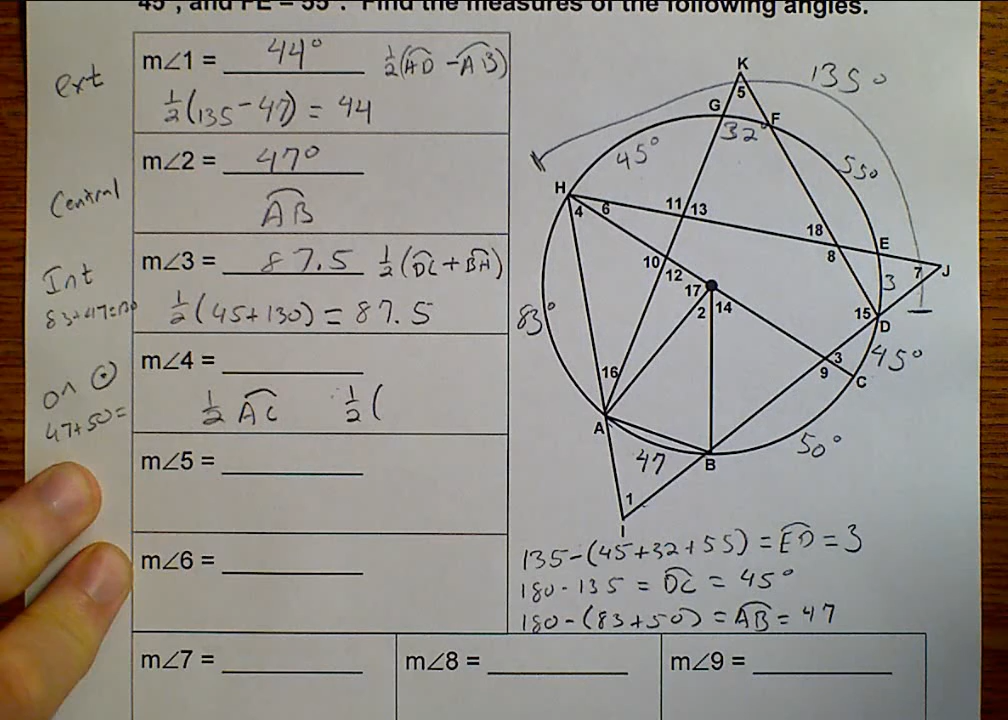 45°, and FE = 55°. Find the measures of the following angles.
ext
m∠1 = 44° ½(AD - AB)
½(135 - 47) = 44
Central
m∠2 = 47°
AB
Int
83+47=130
m∠3 = 87.5 ½(DC + BH)
½(45+130) = 87.5
on ⊙
47+50=
m∠4 =
½ AC ½(
m∠5 =
m∠6 =
m∠7 =
m∠8 =
m∠9 =
K
135°
5
G
F
32°
45°
55°
H
4
6
11
13
18
8
E
7
J
10
12
17
2
14
3
15
D
83°
16
3
9
45°
C
A
B
47
50°
1
I
135-(45+32+55) = ED = 3
180-135 = DC = 45°
180-(83+50) = AB = 47